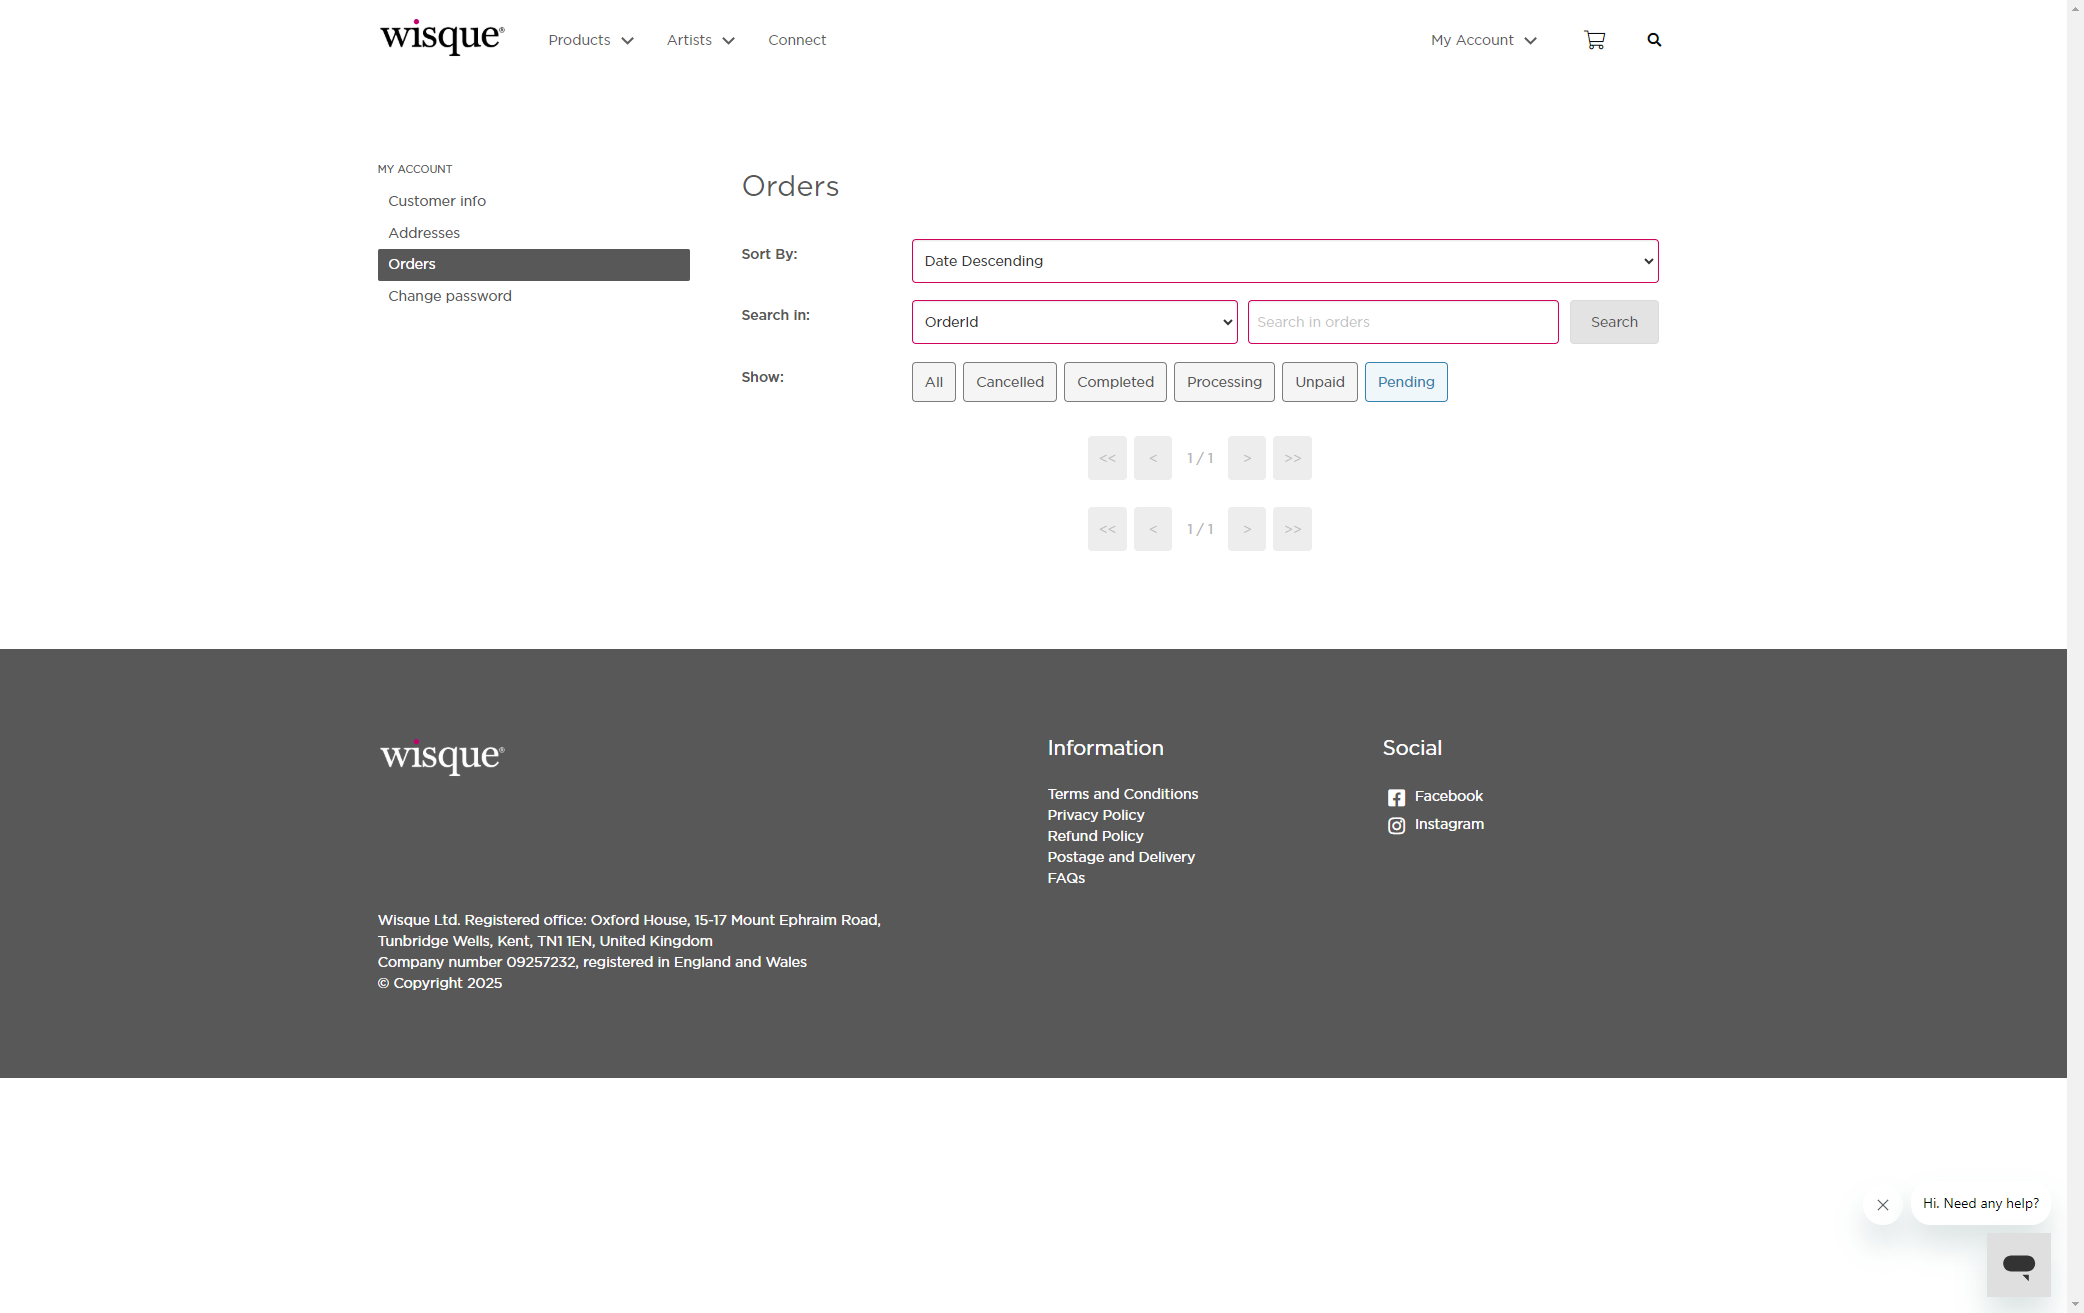 wisque®
Products
Artists
Connect
My Account
MY ACCOUNT
Customer info
Addresses
Orders
Change password
Orders
Sort By:
Date Descending
Search in:
OrderId
Search in orders
Search
Show:
All
Cancelled
Completed
Processing
Unpaid
Pending
<<
<
1 / 1
>
>>
<<
<
1 / 1
>
>>
wisque®
Information
Terms and Conditions
Privacy Policy
Refund Policy
Postage and Delivery
FAQs
Social
Facebook
Instagram
Wisque Ltd. Registered office: Oxford House, 15-17 Mount Ephraim Road,
Tunbridge Wells, Kent, TN1 1EN, United Kingdom
Company number 09257232, registered in England and Wales
© Copyright 2025
Hi. Need any help?